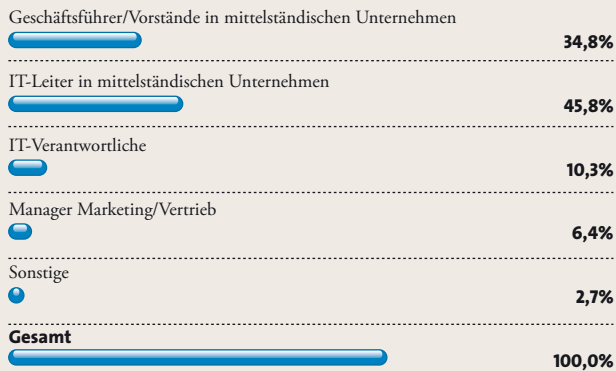 Geschäftsführer/Vorstände in mittelständischen Unternehmen
34,8%
IT-Leiter in mittelständischen Unternehmen
45,8%
IT-Verantwortliche
10,3%
Manager Marketing/Vertrieb
6,4%
Sonstige
2,7%
Gesamt
100,0%